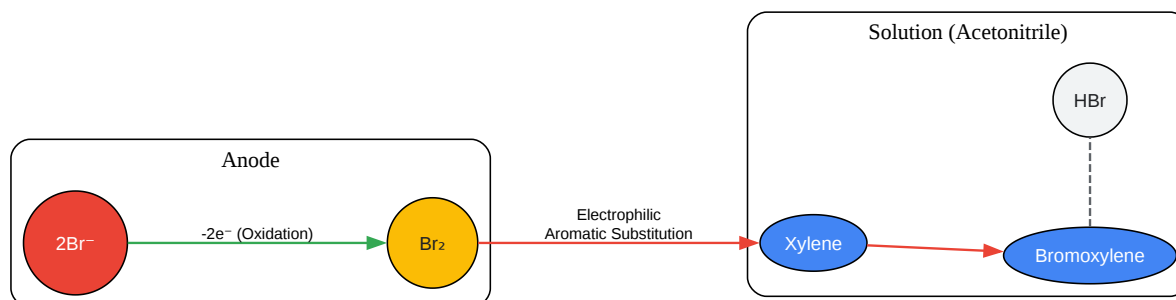 Solution (Acetonitrile)
HBr
Anode
2Br⁻
-2e⁻ (Oxidation)
Br₂
Electrophilic
Aromatic Substitution
Xylene
Bromoxylene